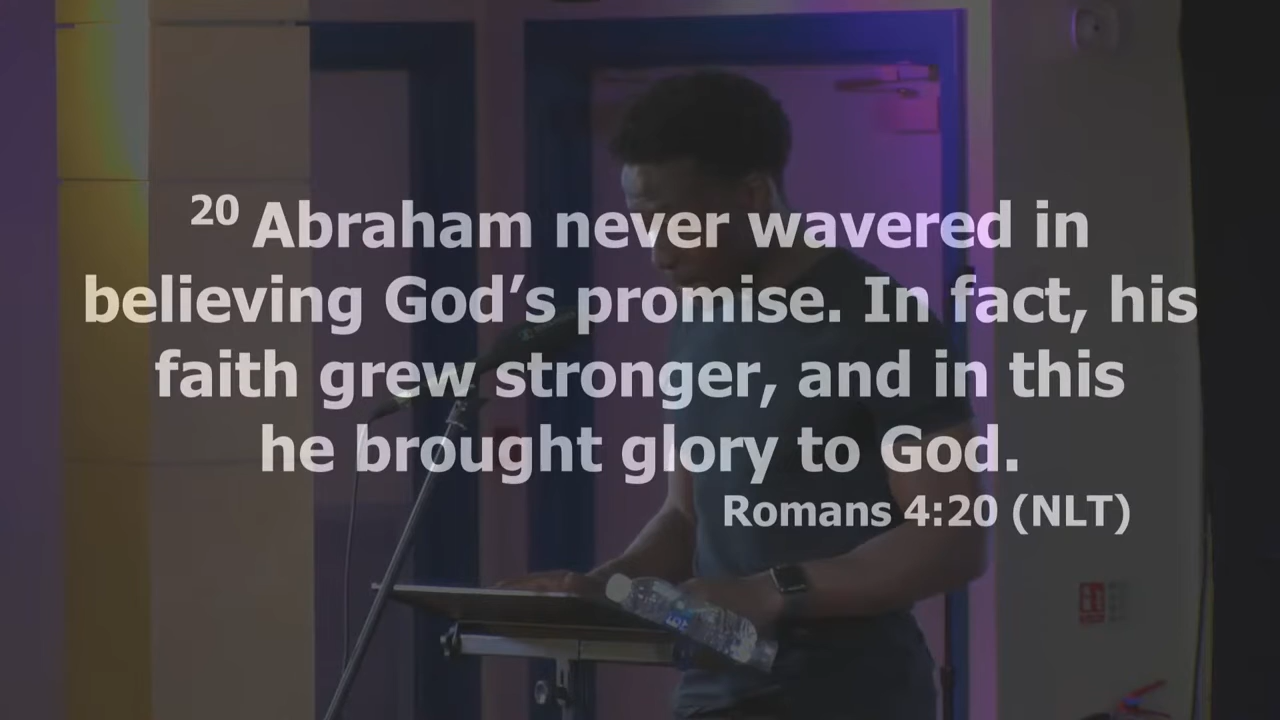 20 Abraham never wavered in
believing God’s promise. In fact, his
faith grew stronger, and in this
he brought glory to God.
Romans 4:20 (NLT)